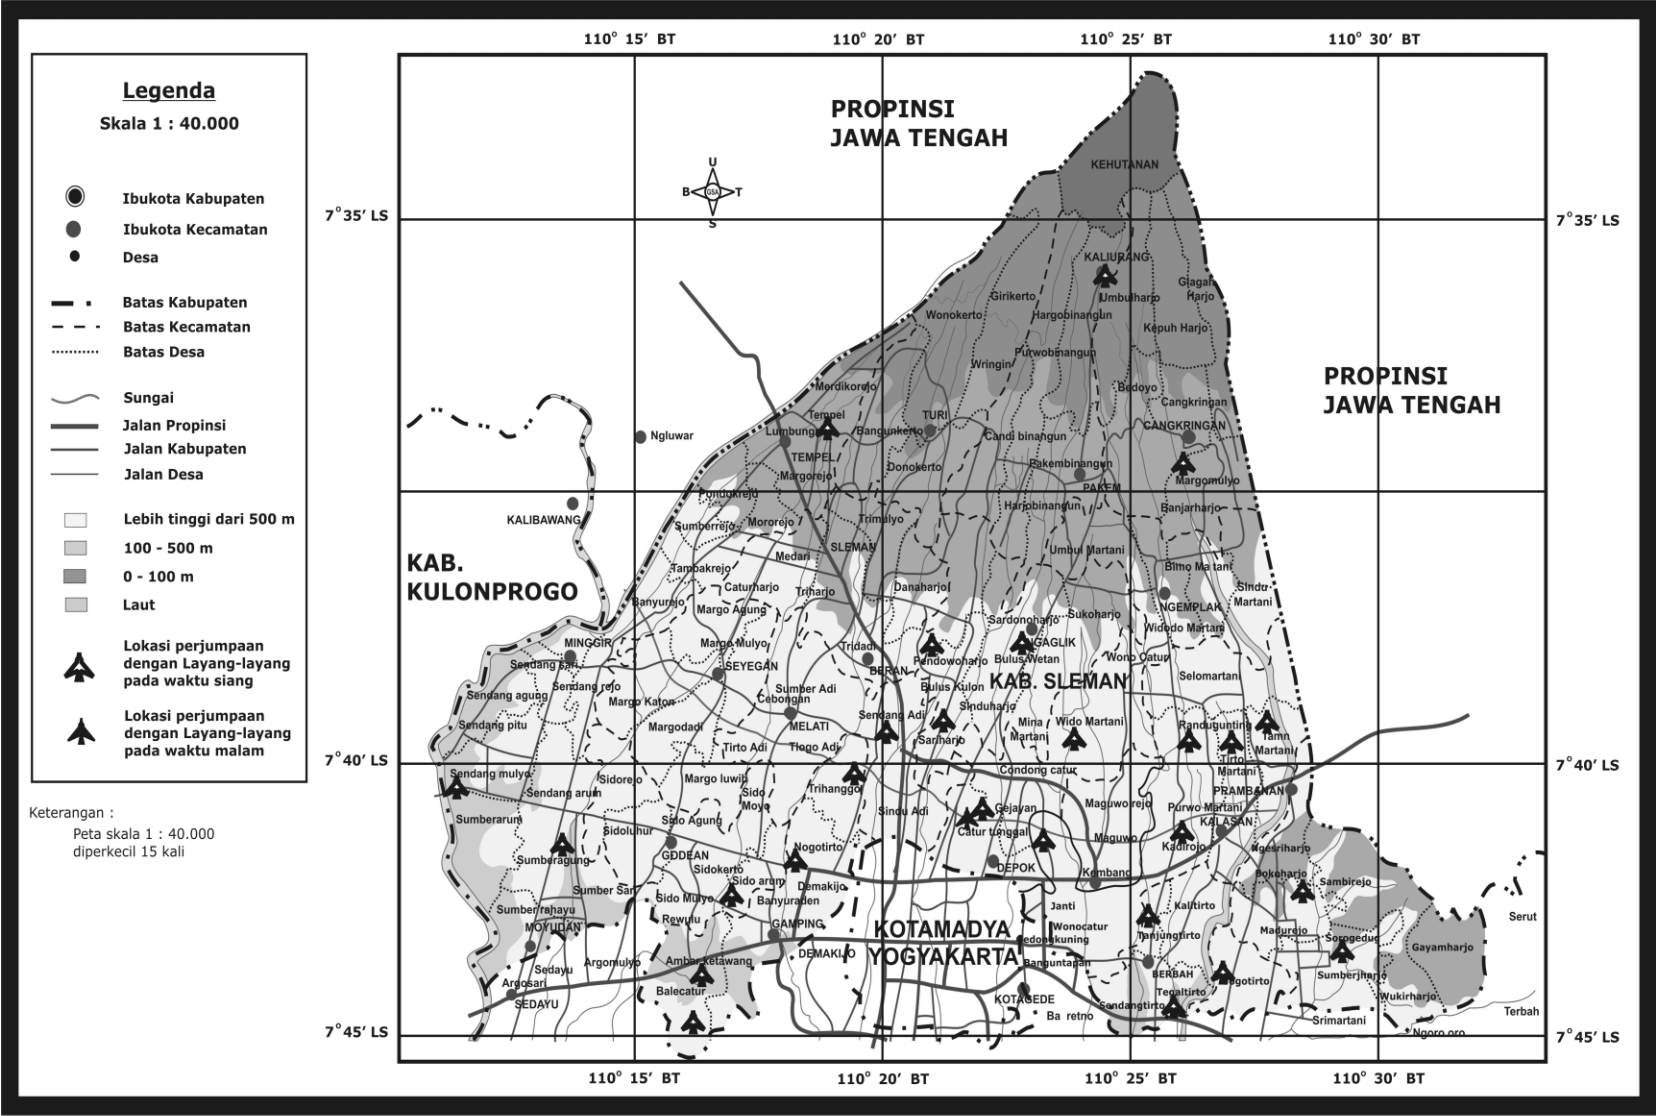 110° 15' BT
110° 20' BT
110° 25' BT
110° 30' BT
Legenda
Skala 1 : 40.000
Ibukota Kabupaten
Ibukota Kecamatan
Desa
Batas Kabupaten
Batas Kecamatan
Batas Desa
Sungai
Jalan Propinsi
Jalan Kabupaten
Jalan Desa
Lebih tinggi dari 500 m
100 - 500 m
0 - 100 m
Laut
Lokasi perjumpaan
dengan Layang-layang
pada waktu siang
Lokasi perjumpaan
dengan Layang-layang
pada waktu malam
Keterangan :
Peta skala 1 : 40.000
diperkecil 15 kali
PROPINSI
JAWA TENGAH
U
B
GSA
T
S
KEHUTANAN
7° 35' LS
7° 35' LS
KALIURANG
Glagah
Harjo
Girikerto
Umbulharjo
Wonokerto
Hargobinangun
Kepuh Harjo
Purwobinangun
Wringin
PROPINSI
JAWA TENGAH
Merdikorejo
Bedoyo
Cangkringan
Tempel
TURI
Lumbung
Bangunkerto
CANGKRINGAN
Ngluwar
Candi binangun
TEMPEL
Donokerto
Pakembinangun
Margorejo
PAKEM
Margomulyo
Pondokrejo
Harjobinangun
Banjarharjo
KALIBAWANG
Sumberrejo
Mororejo
Trimulyo
SLEMAN
Umbul Martani
Medari
KAB.
KULONPROGO
Tambakrejo
Bimo Ma tani
Caturharjo
Triharjo
Danaharjo
Sindu
Martani
Banyurejo
Margo Agung
NGEMPLAK
Sukoharjo
Sardonoharjo
Widodo Martani
MINGGIR
Margo Mulyo
Tridadi
NGAGLIK
Sendang sari
SEYEGAN
BERAN
Pendowoharjo
Bulus Wetan
Wono Catur
Sendang agung
Sendang rejo
Sumber Adi
Cebongan
Bulus Kulon
KAB. SLEMAN
Selomartani
Margo Katon
Sinduharjo
Sendang pitu
Margodadi
MELATI
Sendang Adi
Mina
Martani
Wido Martani
Randugunting
Tirto Adi
Tlogo Adi
Sariharjo
Tamn
Martani
7° 40' LS
7° 40' LS
Sendang mulyo
Sidorejo
Margo luwih
Condong catur
Tirto
Martani
Sendang arum
Sido
Moyo
Trihanggo
PRAMBANAN
Sumberarum
Sindu Adi
Gejayan
Maguworejo
Purwo Martani
Sido Agung
KALASAN
Sidoluhur
Catur tunggal
Maguwo
Nogotirto
Kadirojo
Ngesriharjo
GODEAN
Sumberagung
Sidokerto
DEPOK
Kembang
Bokoharjo
Sambirejo
Sido arum
Demakijo
Sumber Sari
Sido Mulyo
Banyuraden
Janti
Kalitirto
Sumber rahayu
Rewulu
GAMPING
Serut
MOYUDAN
KOTAMADYA
YOGYAKARTA
Wonocatur
Madurejo
Tanjungtirto
Sorogedug
Gayamharjo
DEMAKIJO
Argomulyo
Ambar ketawang
Banguntapan
Sedayu
BERBAH
Sumberjharjo
Argosari
Balecatur
KOTAGEDE
Tegaltirto
Wukirharjo
SEDAYU
Sendangtirto
Ba retno
Terbah
Srimartani
Ngoro oro
7° 45' LS
7° 45' LS
110° 15' BT
110° 20' BT
110° 25' BT
110° 30' BT